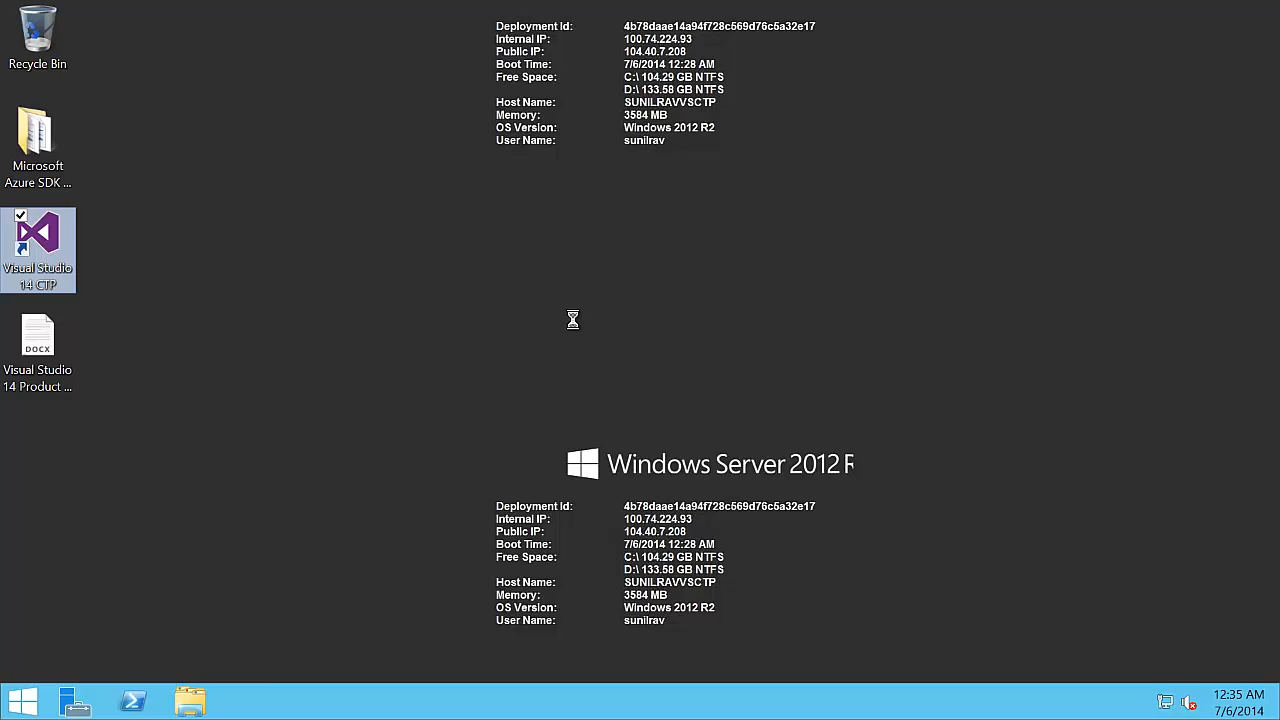 Recycle Bin
Microsoft
Azure SDK ...
Visual Studio
14 CTP
DOCX
Visual Studio
14 Product ...
Deployment Id: 4b78daae14a94f728c569d76c5a32e17
Internal IP: 100.74.224.93
Public IP: 104.40.7.208
Boot Time: 7/6/2014 12:28 AM
Free Space: C:\ 104.29 GB NTFS
D:\ 133.58 GB NTFS
Host Name: SUNILRAVVSCTP
Memory: 3584 MB
OS Version: Windows 2012 R2
User Name: sunilrav
Windows Server 2012 R
Deployment Id: 4b78daae14a94f728c569d76c5a32e17
Internal IP: 100.74.224.93
Public IP: 104.40.7.208
Boot Time: 7/6/2014 12:28 AM
Free Space: C:\ 104.29 GB NTFS
D:\ 133.58 GB NTFS
Host Name: SUNILRAVVSCTP
Memory: 3584 MB
OS Version: Windows 2012 R2
User Name: sunilrav
12:35 AM
7/6/2014